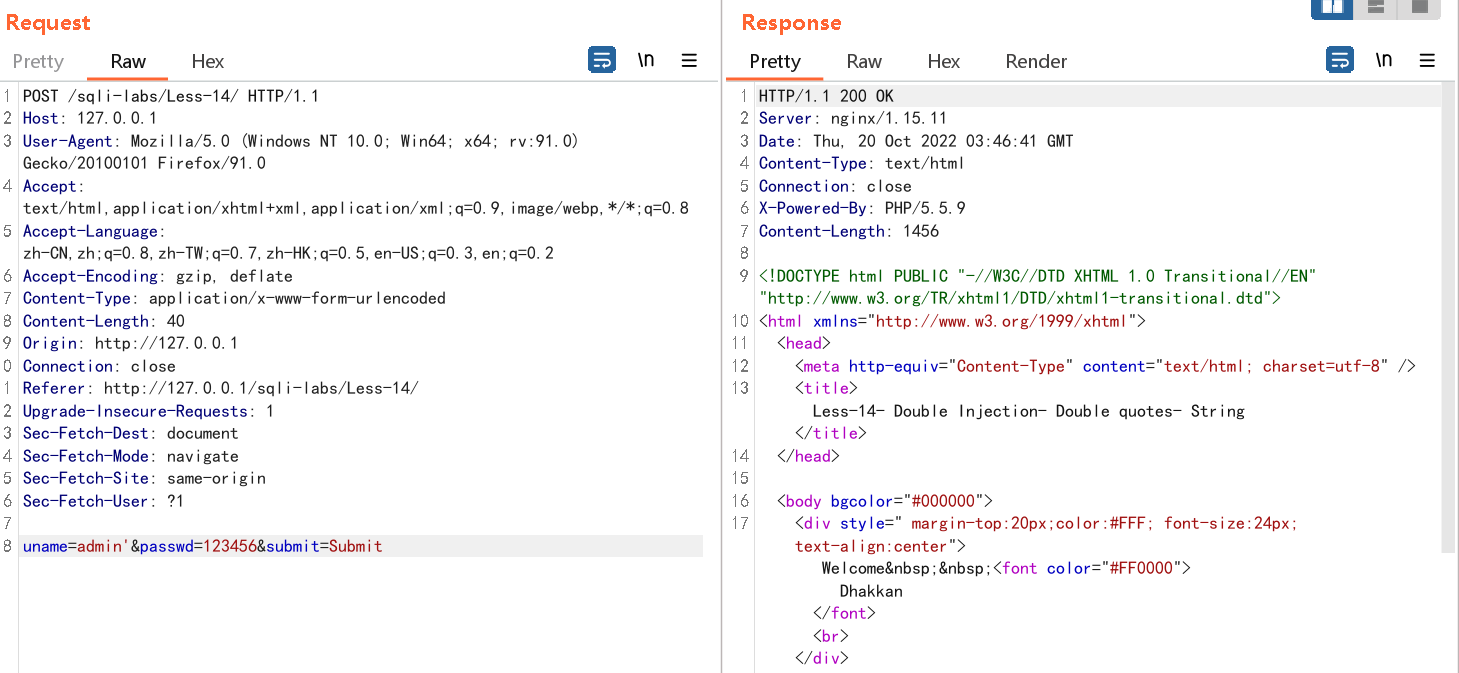 Request
Pretty Raw Hex \n
1 POST /sqli-labs/Less-14/ HTTP/1.1
2 Host: 127.0.0.1
3 User-Agent: Mozilla/5.0 (Windows NT 10.0; Win64; x64; rv:91.0)
Gecko/20100101 Firefox/91.0
4 Accept:
text/html,application/xhtml+xml,application/xml;q=0.9,image/webp,*/*;q=0.8
5 Accept-Language:
zh-CN,zh;q=0.8,zh-TW;q=0.7,zh-HK;q=0.5,en-US;q=0.3,en;q=0.2
6 Accept-Encoding: gzip, deflate
7 Content-Type: application/x-www-form-urlencoded
8 Content-Length: 40
9 Origin: http://127.0.0.1
0 Connection: close
1 Referer: http://127.0.0.1/sqli-labs/Less-14/
2 Upgrade-Insecure-Requests: 1
3 Sec-Fetch-Dest: document
4 Sec-Fetch-Mode: navigate
5 Sec-Fetch-Site: same-origin
6 Sec-Fetch-User: ?1
7
8 uname=admin'&passwd=123456&submit=Submit
Response
Pretty Raw Hex Render \n
1 HTTP/1.1 200 OK
2 Server: nginx/1.15.11
3 Date: Thu, 20 Oct 2022 03:46:41 GMT
4 Content-Type: text/html
5 Connection: close
6 X-Powered-By: PHP/5.5.9
7 Content-Length: 1456
8
9 <!DOCTYPE html PUBLIC "-//W3C//DTD XHTML 1.0 Transitional//EN"
"http://www.w3.org/TR/xhtml1/DTD/xhtml1-transitional.dtd">
10 <html xmlns="http://www.w3.org/1999/xhtml">
11 <head>
12 <meta http-equiv="Content-Type" content="text/html; charset=utf-8" />
13 <title>
Less-14- Double Injection- Double quotes- String
</title>
14 </head>
15
16 <body bgcolor="#000000">
17 <div style=" margin-top:20px;color:#FFF; font-size:24px;
text-align:center">
Welcome&nbsp;&nbsp;<font color="#FF0000">
Dhakkan
</font>
<br>
</div>